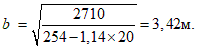 b = √(2710 / (254 − 1,14 × 20)) = 3,42м.